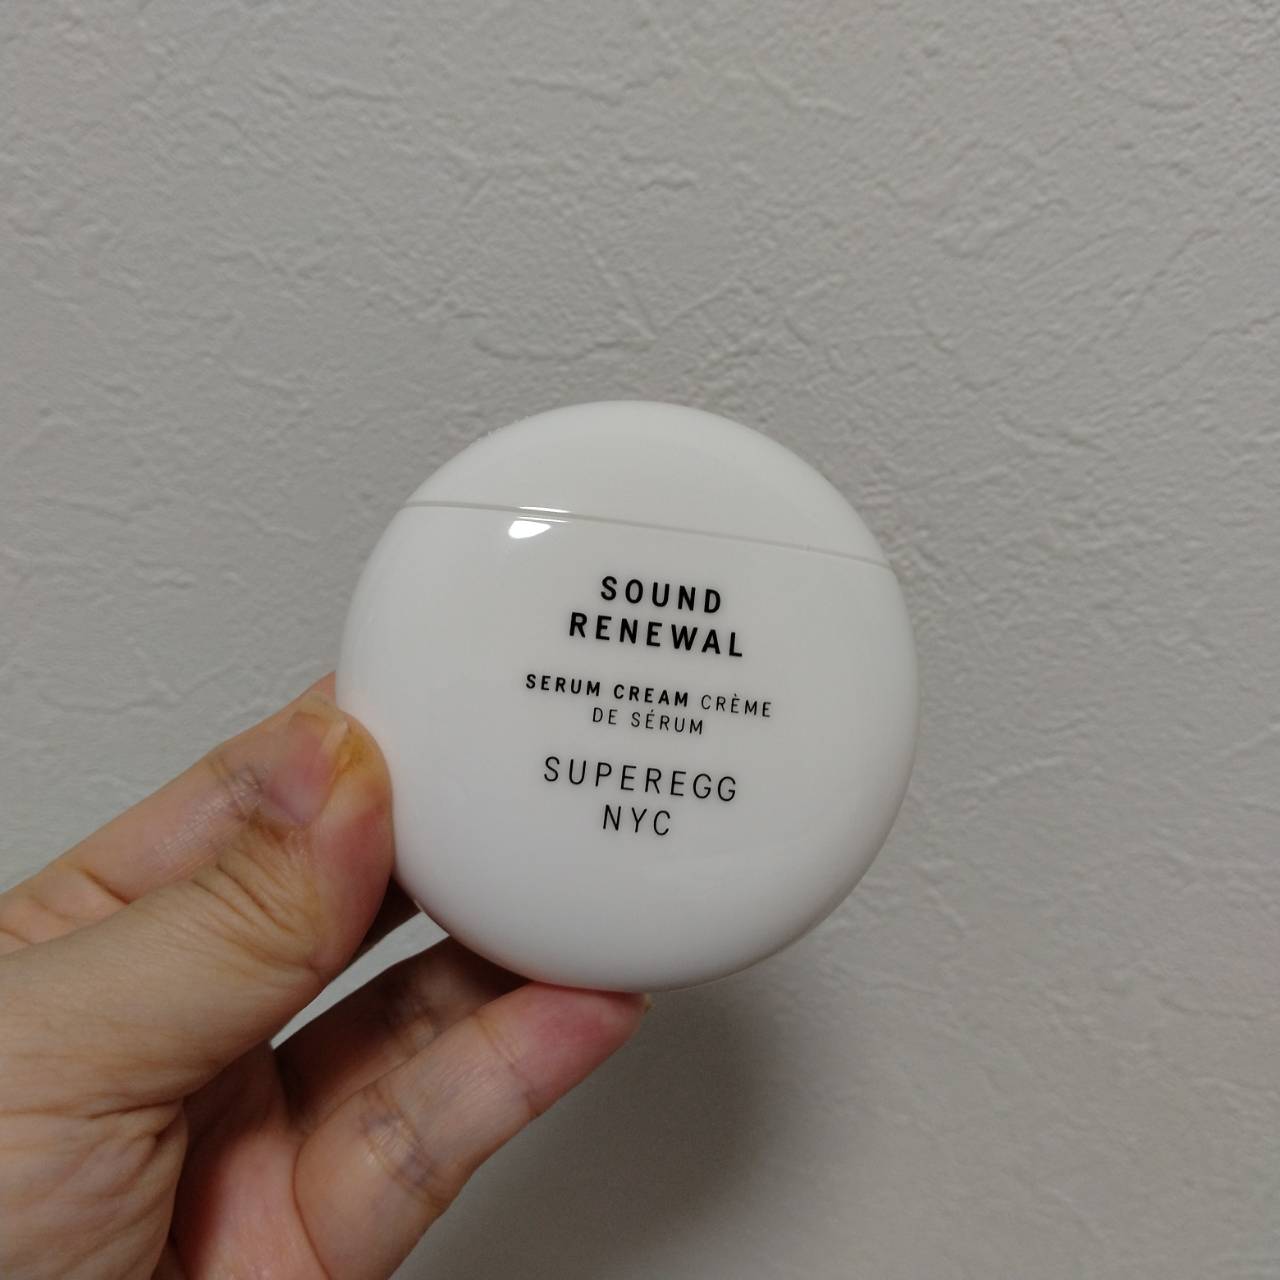 SOUND
RENEWAL
SERUM CREAM CRÈME
DE SÉRUM
SUPEREGG
NYC